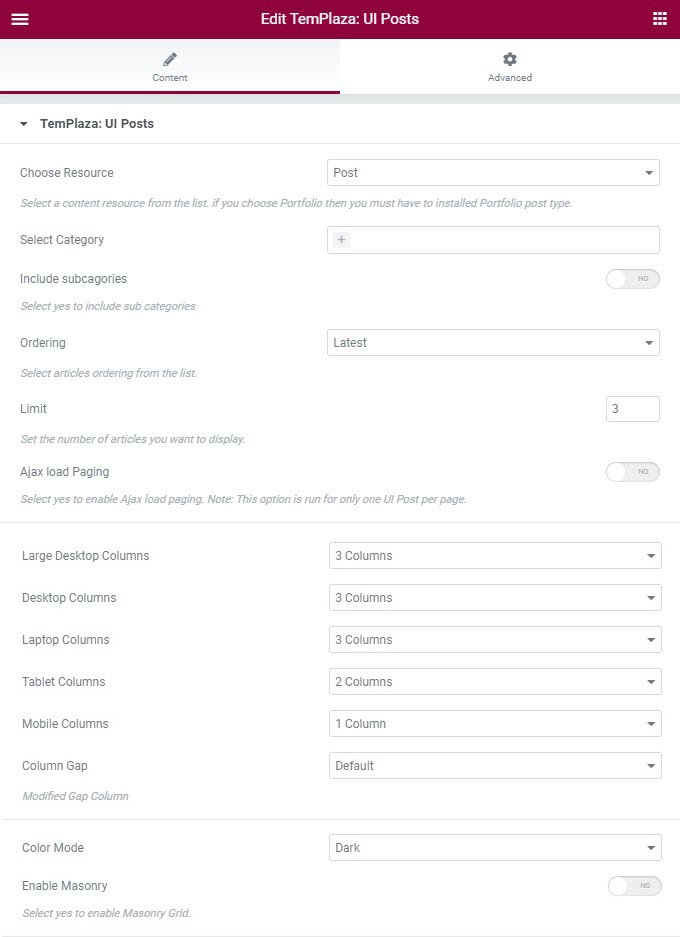 Edit TemPlaza: UI Posts
Content
Advanced
TemPlaza: UI Posts
Choose Resource
Post
Select a content resource from the list. if you choose Portfolio then you must have to installed Portfolio post type.
Select Category
+
Include subcagories
NO
Select yes to include sub categories
Ordering
Latest
Select articles ordering from the list.
Limit
3
Set the number of articles you want to display.
Ajax load Paging
NO
Select yes to enable Ajax load paging. Note: This option is run for only one UI Post per page.
Large Desktop Columns
3 Columns
Desktop Columns
3 Columns
Laptop Columns
3 Columns
Tablet Columns
2 Columns
Mobile Columns
1 Column
Column Gap
Default
Modified Gap Column
Color Mode
Dark
Enable Masonry
NO
Select yes to enable Masonry Grid.